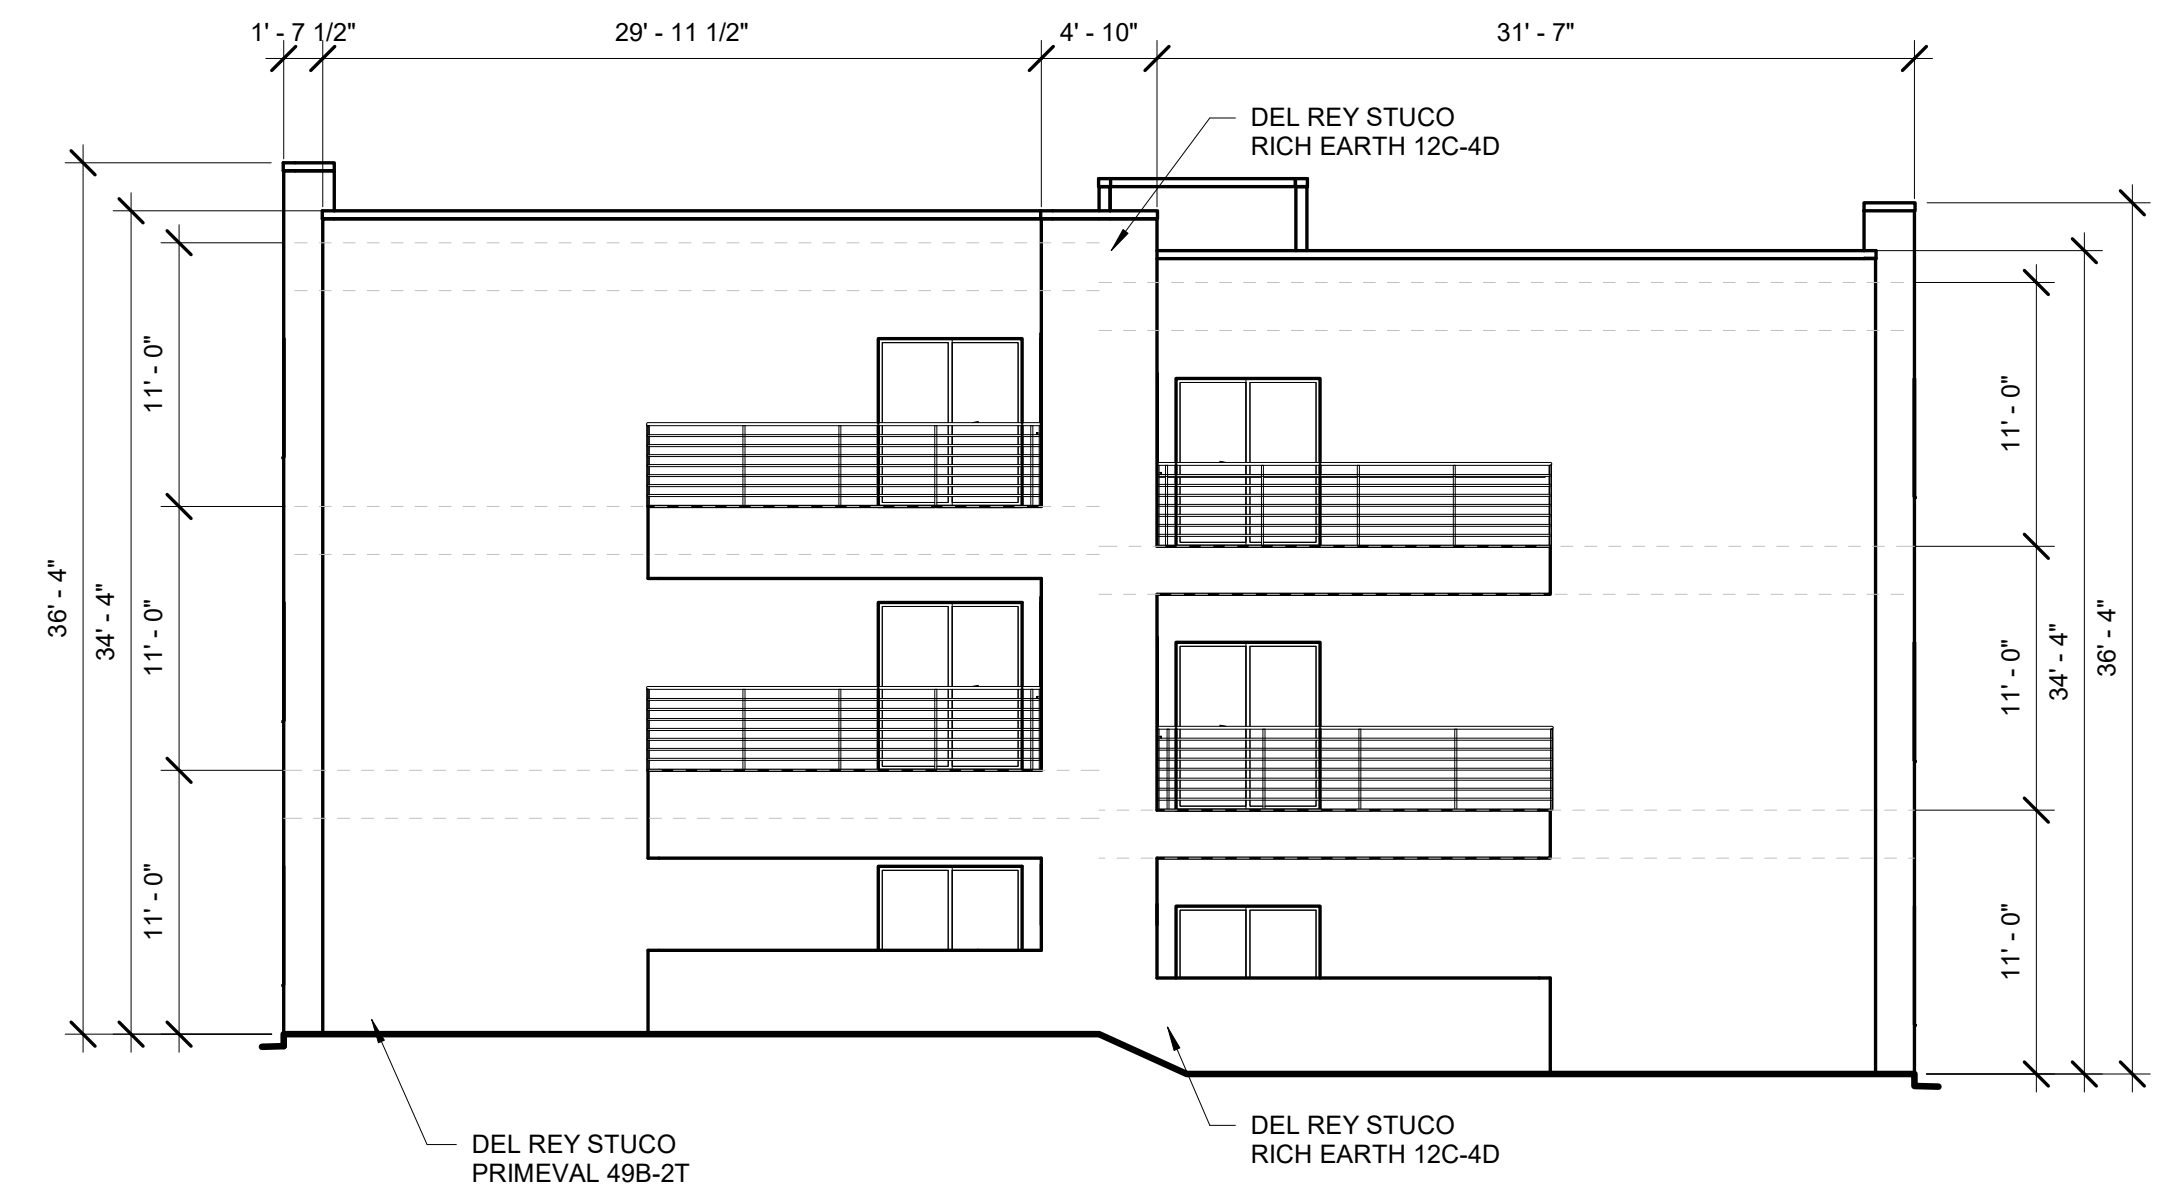 1' - 7 1/2"
29' - 11 1/2"
4' - 10"
31' - 7"
DEL REY STUCO
RICH EARTH 12C-4D
36' - 4"
34' - 4"
11' - 0"
11' - 0"
11' - 0"
11' - 0"
11' - 0"
11' - 0"
34' - 4"
36' - 4"
DEL REY STUCO
PRIMEVAL 49B-2T
DEL REY STUCO
RICH EARTH 12C-4D